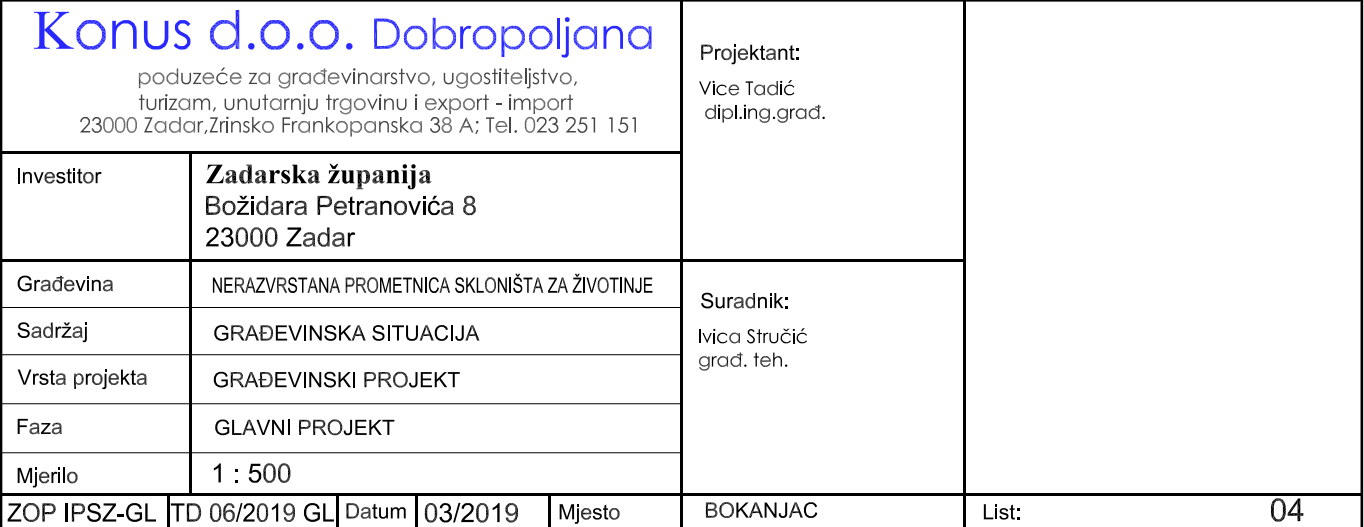 Konus d.o.o. Dobropoljana
poduzeće za građevinarstvo, ugostiteljstvo,
turizam, unutarnju trgovinu i export - import
23000 Zadar,Zrinsko Frankopanska 38 A; Tel. 023 251 151
Projektant:
Vice Tadić
dipl.ing.građ.
Investitor
Zadarska županija
Božidara Petranovića 8
23000 Zadar
Građevina NERAZVRSTANA PROMETNICA SKLONIŠTA ZA ŽIVOTINJE
Sadržaj GRAĐEVINSKA SITUACIJA
Vrsta projekta GRAĐEVINSKI PROJEKT
Faza GLAVNI PROJEKT
Mjerilo 1 : 500
Suradnik:
Ivica Stručić
građ. teh.
ZOP IPSZ-GL TD 06/2019 GL Datum 03/2019 Mjesto BOKANJAC List: 04